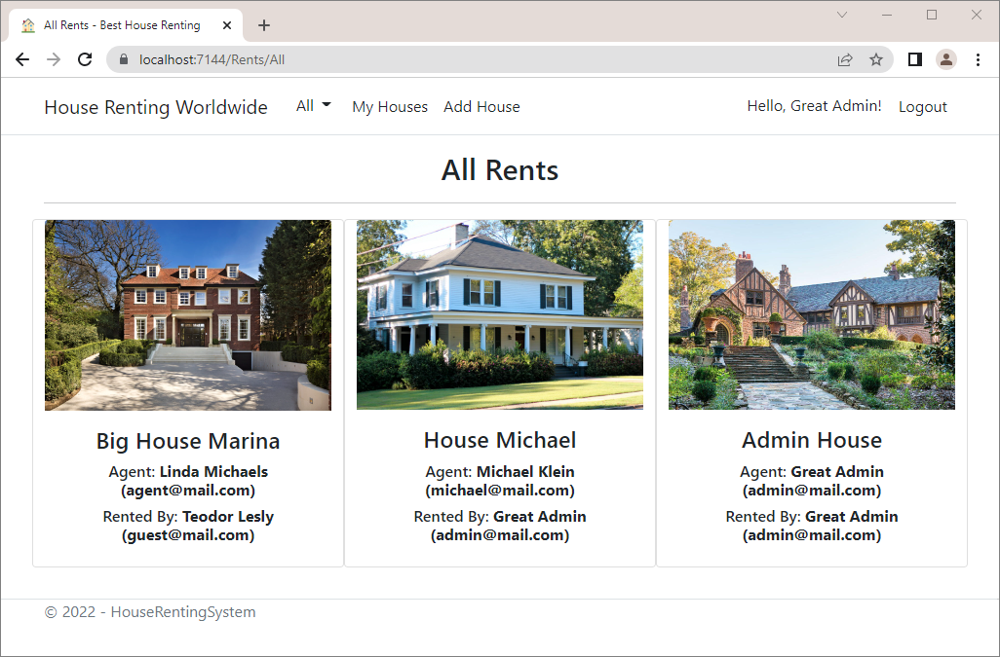 All Rents - Best House Renting
localhost:7144/Rents/All
House Renting Worldwide All My Houses Add House Hello, Great Admin! Logout
All Rents
Big House Marina
Agent: Linda Michaels
(agent@mail.com)
Rented By: Teodor Lesly
(guest@mail.com)
House Michael
Agent: Michael Klein
(michael@mail.com)
Rented By: Great Admin
(admin@mail.com)
Admin House
Agent: Great Admin
(admin@mail.com)
Rented By: Great Admin
(admin@mail.com)
© 2022 - HouseRentingSystem